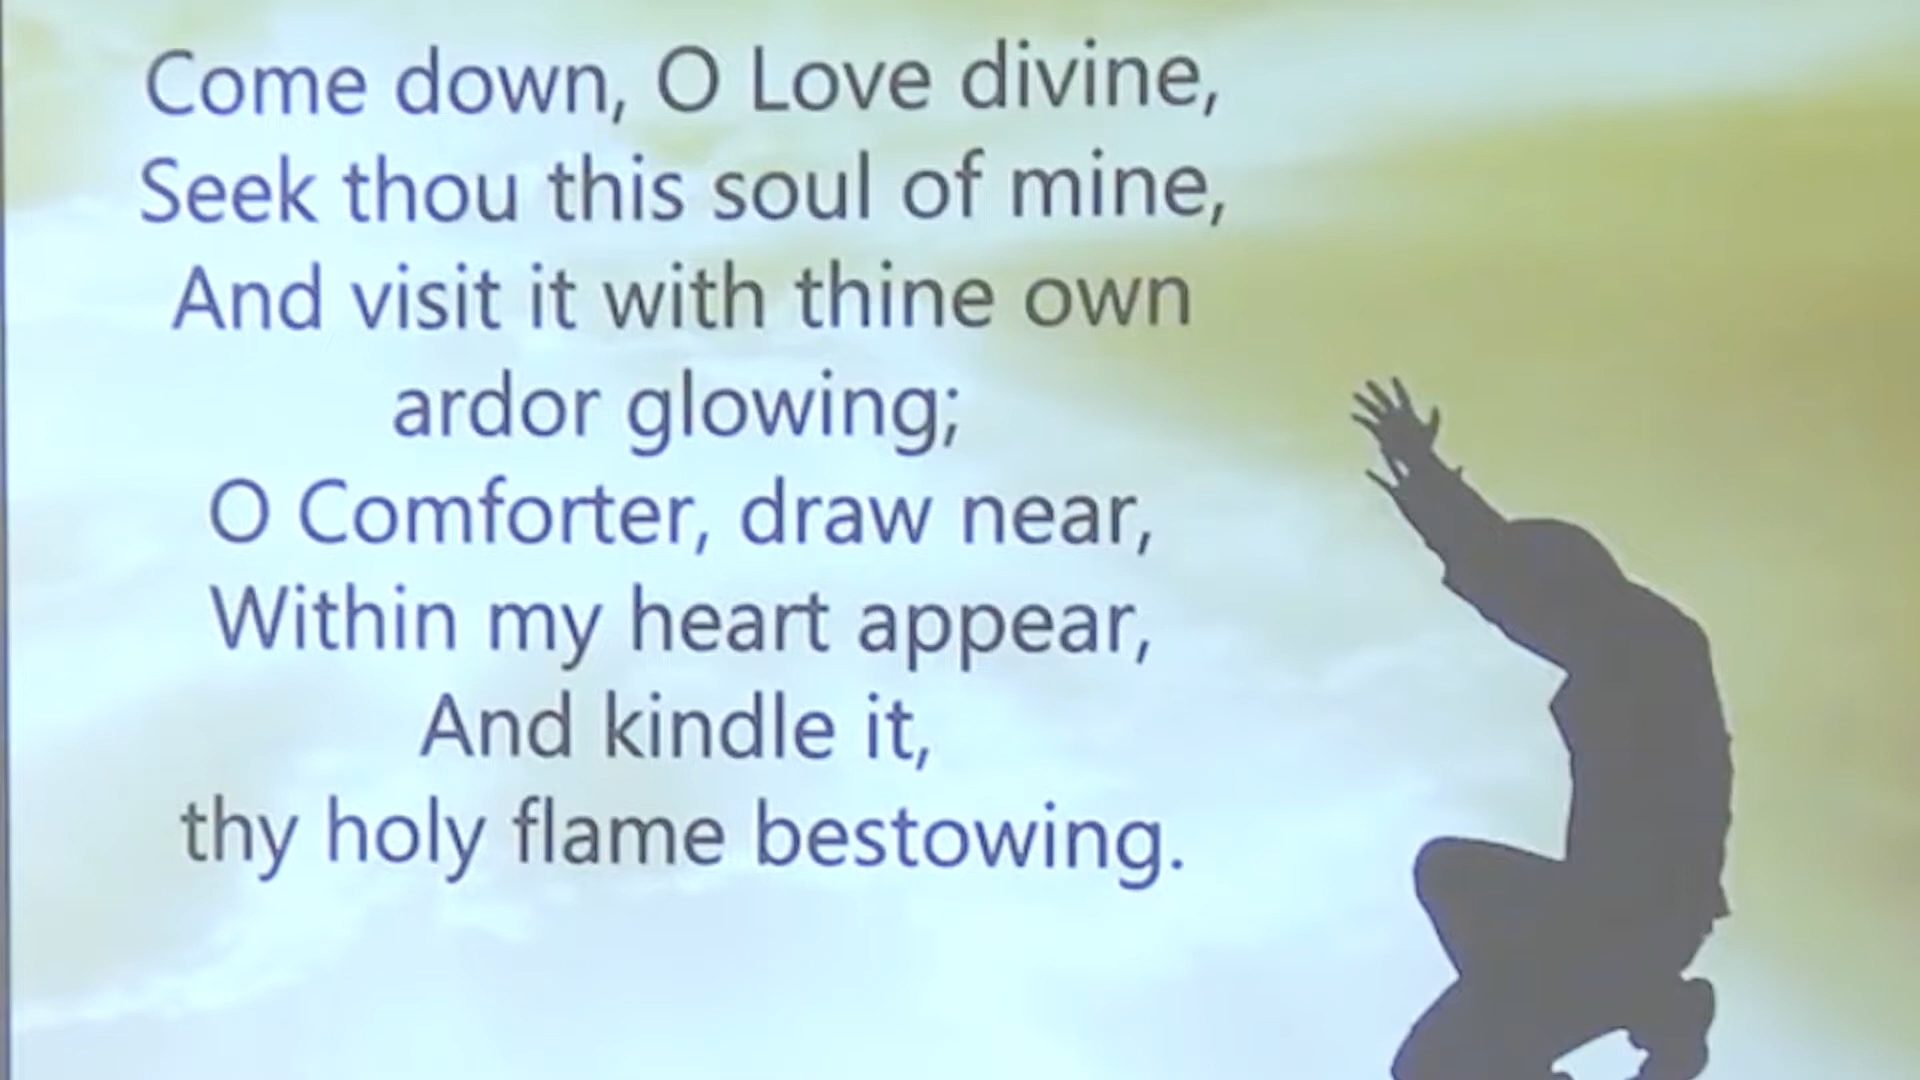 Come down, O Love divine,
Seek thou this soul of mine,
And visit it with thine own
ardor glowing;
O Comforter, draw near,
Within my heart appear,
And kindle it,
thy holy flame bestowing.